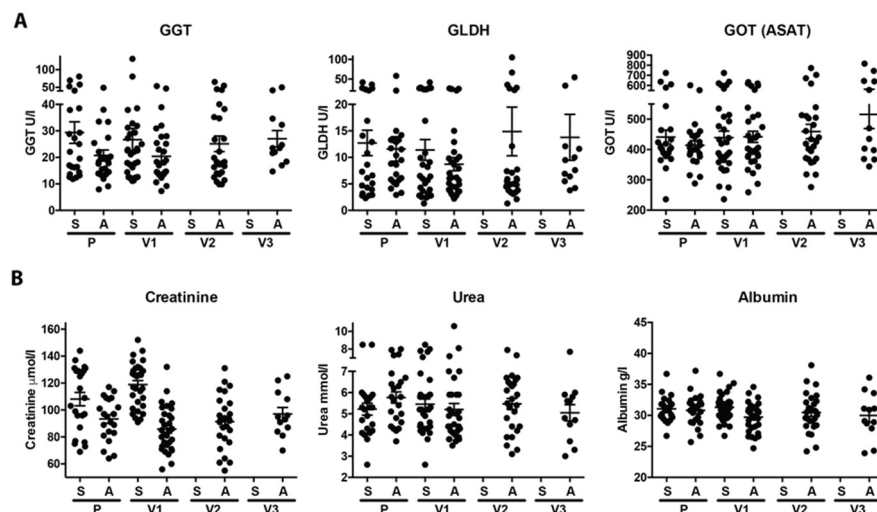 A
GGT
GLDH
GOT (ASAT)
GGT U/l
100
50
40
30
20
10
0
S A S A S A S A
P V1 V2 V3
GLDH U/l
100
50
20
15
10
5
0
S A S A S A S A
P V1 V2 V3
GOT U/l
900
800
700
600
500
400
300
200
S A S A S A S A
P V1 V2 V3
B
Creatinine
Urea
Albumin
Creatinine µmol/l
160
140
120
100
80
60
S A S A S A S A
P V1 V2 V3
Urea mmol/l
10
8
6
5
4
3
2
S A S A S A S A
P V1 V2 V3
Albumin g/l
45
40
35
30
25
20
S A S A S A S A
P V1 V2 V3